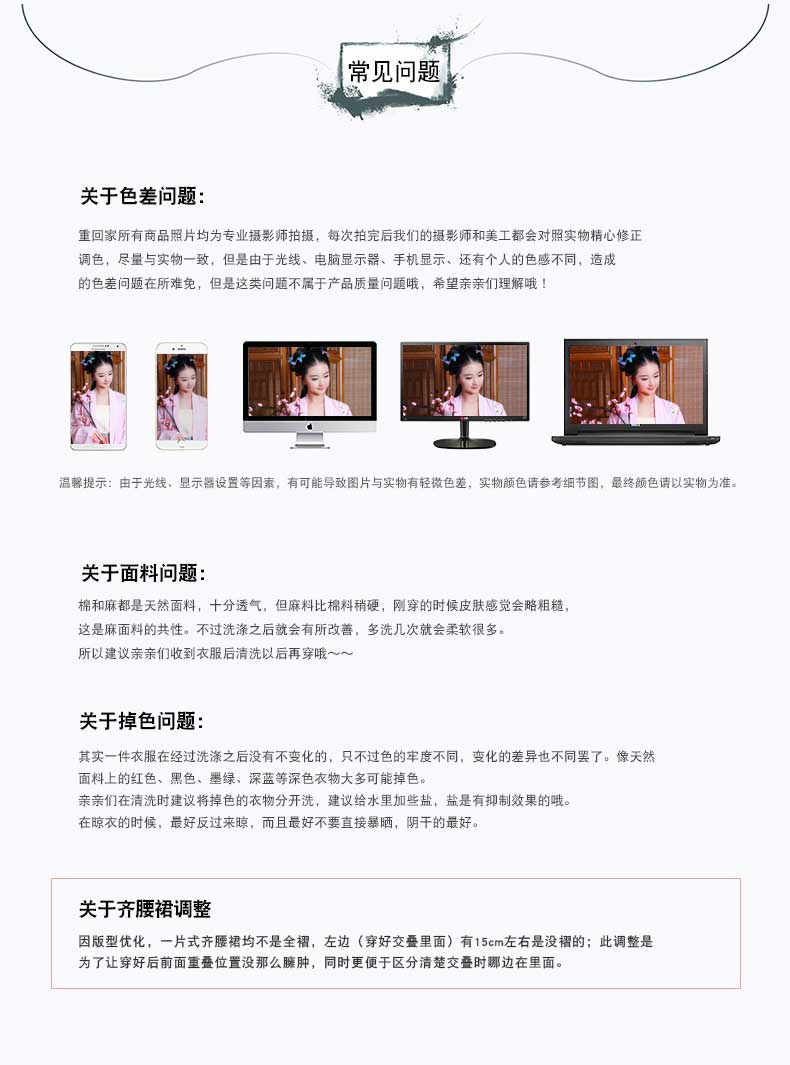 常见问题
关于色差问题：
重回家所有商品照片均为专业摄影师拍摄，每次拍完后我们的摄影师和美工都会对照实物精心修正
调色，尽量与实物一致，但是由于光线、电脑显示器、手机显示、还有个人的色感不同，造成
的色差问题在所难免，但是这类问题不属于产品质量问题哦，希望亲亲们理解哦！
温馨提示：由于光线、显示器设置等因素，有可能导致图片与实物有轻微色差，实物颜色请参考细节图，最终颜色请以实物为准。
关于面料问题：
棉和麻都是天然面料，十分透气，但麻料比棉料稍硬，刚穿的时候皮肤感觉会略粗糙，
这是麻面料的共性。不过洗涤之后就会有所改善，多洗几次就会柔软很多。
所以建议亲亲们收到衣服后清洗以后再穿哦～～
关于掉色问题：
其实一件衣服在经过洗涤之后没有不变化的，只不过色的牢度不同，变化的差异也不同罢了。像天然
面料上的红色、黑色、墨绿、深蓝等深色衣物大多可能掉色。
亲亲们在清洗时建议将掉色的衣物分开洗，建议给水里加些盐，盐是有抑制效果的哦。
在晾衣的时候，最好反过来晾，而且最好不要直接暴晒，阴干的最好。
关于齐腰裙调整
因版型优化，一片式齐腰裙均不是全褶，左边（穿好交叠里面）有15cm左右是没褶的；此调整是
为了让穿好后前面重叠位置没那么臃肿，同时更便于区分清楚交叠时哪边在里面。